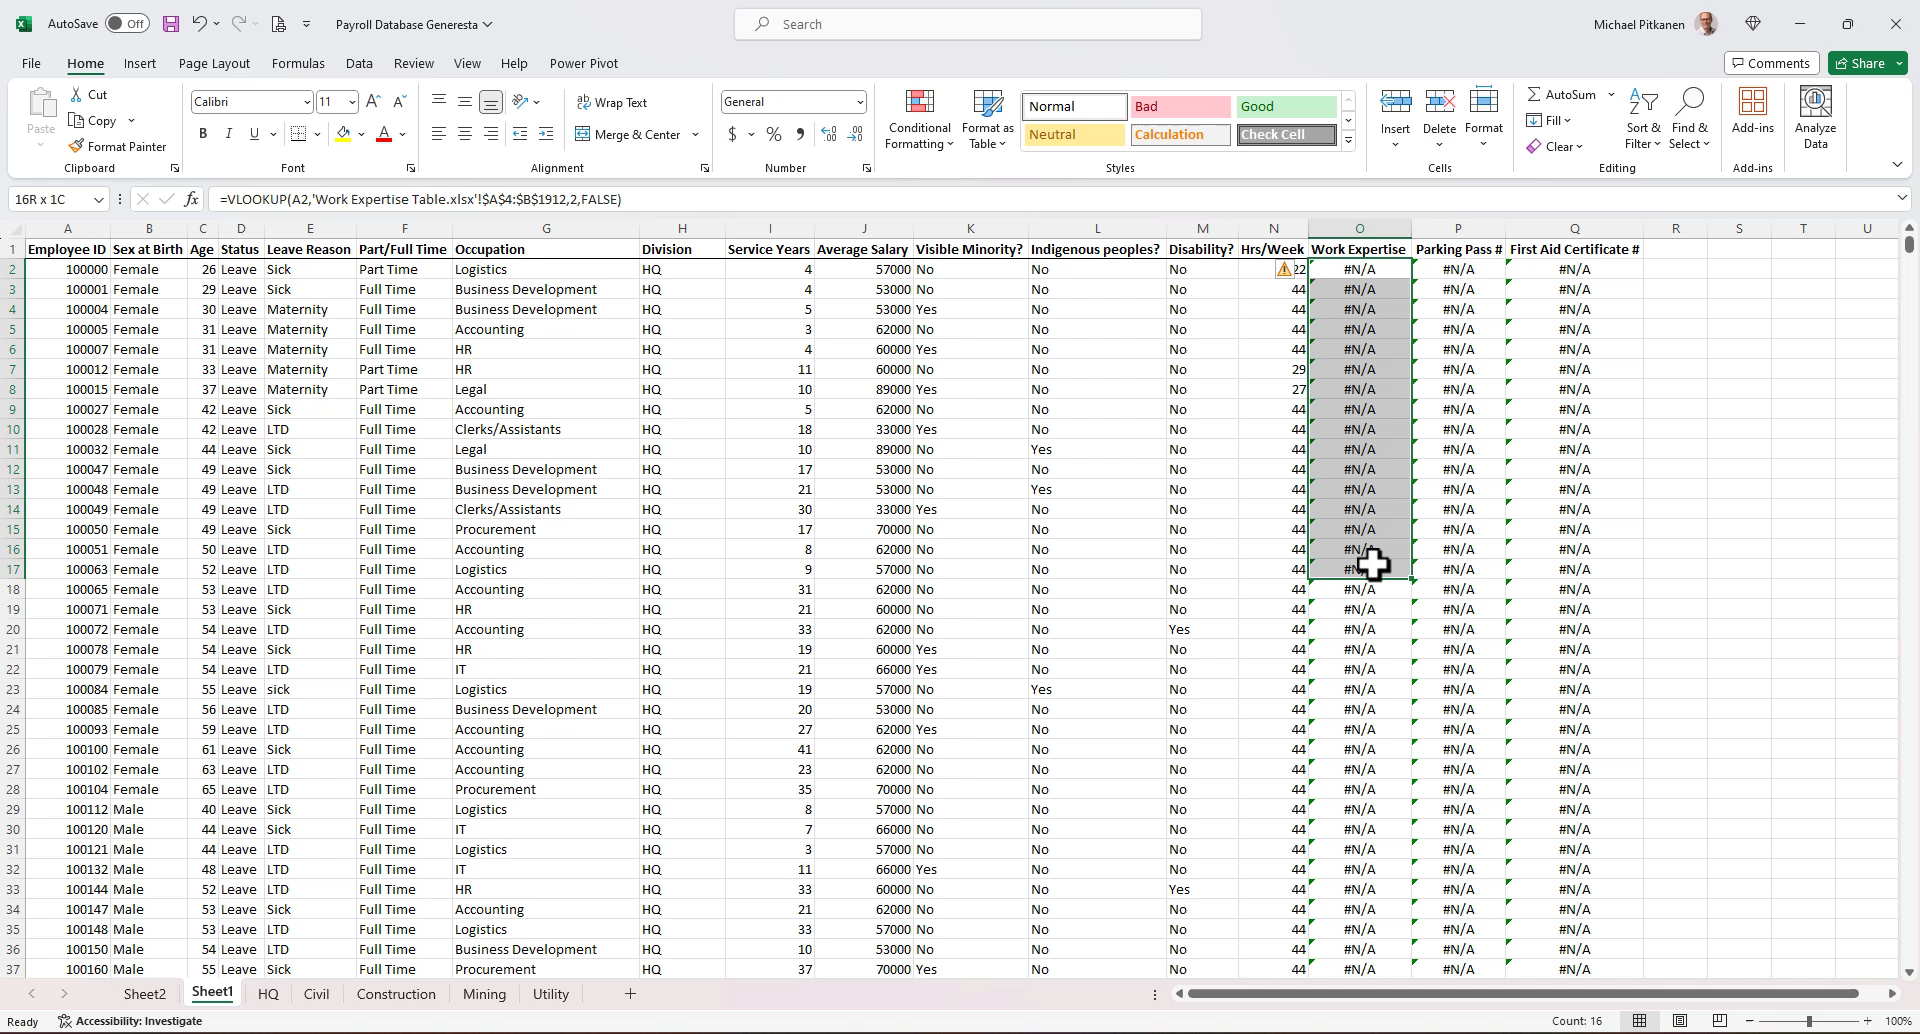 AutoSave Off Payroll Database Generesta Search Michael Pitkanen
File Home Insert Draw Page Layout Formulas Data Review View Help Power Pivot Comments Share
Paste Cut Copy Format Painter Clipboard
Calibri 11 B I U A Font
Wrap Text Merge & Center Alignment
General $ % Number
Conditional Formatting Format as Table Normal Bad Good Neutral Calculation Check Cell Styles
Insert Delete Format Cells
AutoSum Fill Clear Sort & Filter Find & Select Editing
Add-ins Add-ins
Analyze Data
16R x 1C fx =VLOOKUP(A2,'Work Expertise Table.xlsx'!$A$4:$B$1912,2,FALSE)
A B C D E F G H I J K L M N O P Q R S T U
1 Employee ID Sex at Birth Age Status Leave Reason Part/Full Time Occupation Division Service Years Average Salary Visible Minority? Indigenous peoples? Disability? Hrs/Week Work Expertise Parking Pass # First Aid Certificate #
2 100000 Female 26 Leave Sick Part Time Logistics HQ 4 57000 No No No 22 #N/A #N/A #N/A
3 100001 Female 29 Leave Sick Full Time Business Development HQ 4 53000 No No No 44 #N/A #N/A #N/A
4 100004 Female 30 Leave Maternity Full Time Business Development HQ 5 53000 Yes No No 44 #N/A #N/A #N/A
5 100005 Female 31 Leave Maternity Full Time Accounting HQ 3 62000 No No No 44 #N/A #N/A #N/A
6 100007 Female 31 Leave Maternity Full Time HR HQ 4 60000 Yes No No 44 #N/A #N/A #N/A
7 100012 Female 33 Leave Maternity Part Time HR HQ 11 60000 No No No 29 #N/A #N/A #N/A
8 100015 Female 37 Leave Maternity Part Time Legal HQ 10 89000 Yes No No 27 #N/A #N/A #N/A
9 100027 Female 42 Leave Sick Full Time Accounting HQ 5 62000 No No No 44 #N/A #N/A #N/A
10 100028 Female 42 Leave LTD Full Time Clerks/Assistants HQ 18 33000 Yes No No 44 #N/A #N/A #N/A
11 100032 Female 44 Leave Sick Full Time Legal HQ 10 89000 No Yes No 44 #N/A #N/A #N/A
12 100047 Female 49 Leave Sick Full Time Business Development HQ 17 53000 No No No 44 #N/A #N/A #N/A
13 100048 Female 49 Leave LTD Full Time Business Development HQ 21 53000 No Yes No 44 #N/A #N/A #N/A
14 100049 Female 49 Leave LTD Full Time Clerks/Assistants HQ 30 33000 Yes No No 44 #N/A #N/A #N/A
15 100050 Female 49 Leave Sick Full Time Procurement HQ 17 70000 No No No 44 #N/A #N/A #N/A
16 100051 Female 50 Leave LTD Full Time Accounting HQ 8 62000 No No No 44 #N/A #N/A #N/A
17 100063 Female 52 Leave LTD Full Time Logistics HQ 9 57000 No No No 44 #N/A #N/A #N/A
18 100065 Female 53 Leave LTD Full Time Accounting HQ 31 62000 No No No 44 #N/A #N/A #N/A
19 100071 Female 53 Leave Sick Full Time HR HQ 21 60000 No No No 44 #N/A #N/A #N/A
20 100072 Female 54 Leave LTD Full Time Accounting HQ 33 62000 No No Yes 44 #N/A #N/A #N/A
21 100078 Female 54 Leave Sick Full Time HR HQ 19 60000 Yes No No 44 #N/A #N/A #N/A
22 100079 Female 54 Leave LTD Full Time IT HQ 21 66000 Yes No No 44 #N/A #N/A #N/A
23 100084 Female 55 Leave sick Full Time Logistics HQ 19 57000 No Yes No 44 #N/A #N/A #N/A
24 100085 Female 56 Leave LTD Full Time Business Development HQ 20 53000 No No No 44 #N/A #N/A #N/A
25 100093 Female 59 Leave LTD Full Time Accounting HQ 27 62000 Yes No No 44 #N/A #N/A #N/A
26 100100 Female 61 Leave Sick Full Time Accounting HQ 41 62000 No No No 44 #N/A #N/A #N/A
27 100102 Female 63 Leave LTD Full Time Accounting HQ 23 62000 No No No 44 #N/A #N/A #N/A
28 100104 Female 65 Leave LTD Full Time Procurement HQ 35 70000 No No No 44 #N/A #N/A #N/A
29 100112 Male 40 Leave Sick Full Time Logistics HQ 8 57000 No No No 44 #N/A #N/A #N/A
30 100120 Male 44 Leave Sick Full Time IT HQ 7 66000 No No No 44 #N/A #N/A #N/A
31 100121 Male 44 Leave LTD Full Time Logistics HQ 3 57000 No No No 44 #N/A #N/A #N/A
32 100132 Male 48 Leave LTD Full Time IT HQ 11 66000 Yes No No 44 #N/A #N/A #N/A
33 100144 Male 52 Leave LTD Full Time HR HQ 33 60000 No No Yes 44 #N/A #N/A #N/A
34 100147 Male 53 Leave Sick Full Time Accounting HQ 21 62000 No No No 44 #N/A #N/A #N/A
35 100148 Male 53 Leave LTD Full Time Logistics HQ 33 57000 No No No 44 #N/A #N/A #N/A
36 100150 Male 54 Leave LTD Full Time Business Development HQ 10 53000 No No No 44 #N/A #N/A #N/A
37 100160 Male 55 Leave Sick Full Time Procurement HQ 37 70000 Yes No No 44 #N/A #N/A #N/A
Sheet2 Sheet1 HQ Civil Construction Mining Utility
Ready Accessibility: Investigate Count: 16 100%